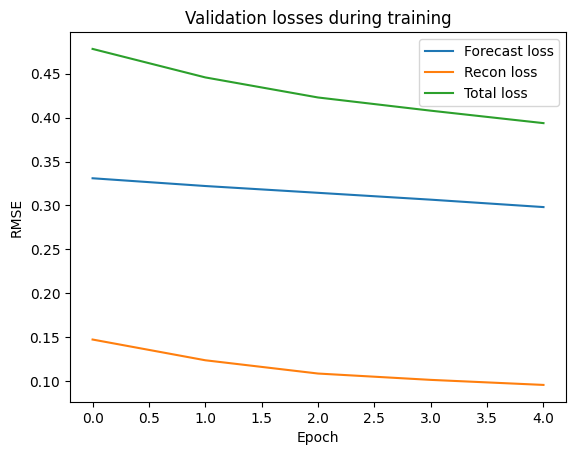 Validation losses during training
Forecast loss
Recon loss
Total loss
RMSE
0.45
0.40
0.35
0.30
0.25
0.20
0.15
0.10
0.0 0.5 1.0 1.5 2.0 2.5 3.0 3.5 4.0
Epoch